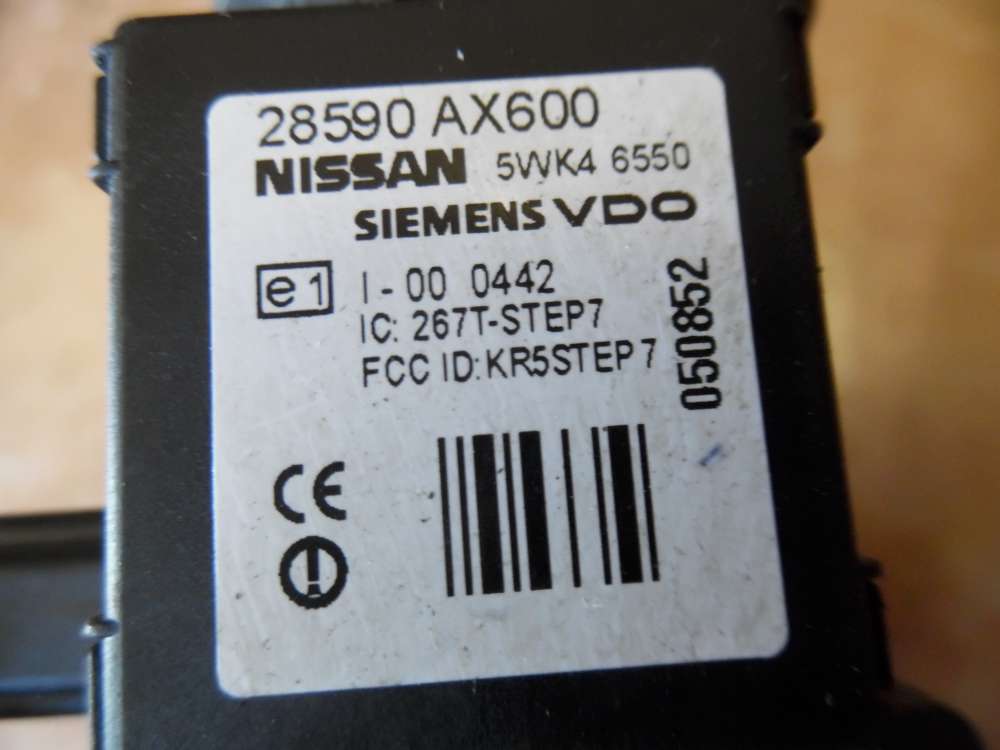 28590 AX600
NISSAN 5WK4 6550
SIEMENS VDO
e1 I - 00 0442
IC: 267T-STEP7
FCC ID: KR5STEP7
050852
CE